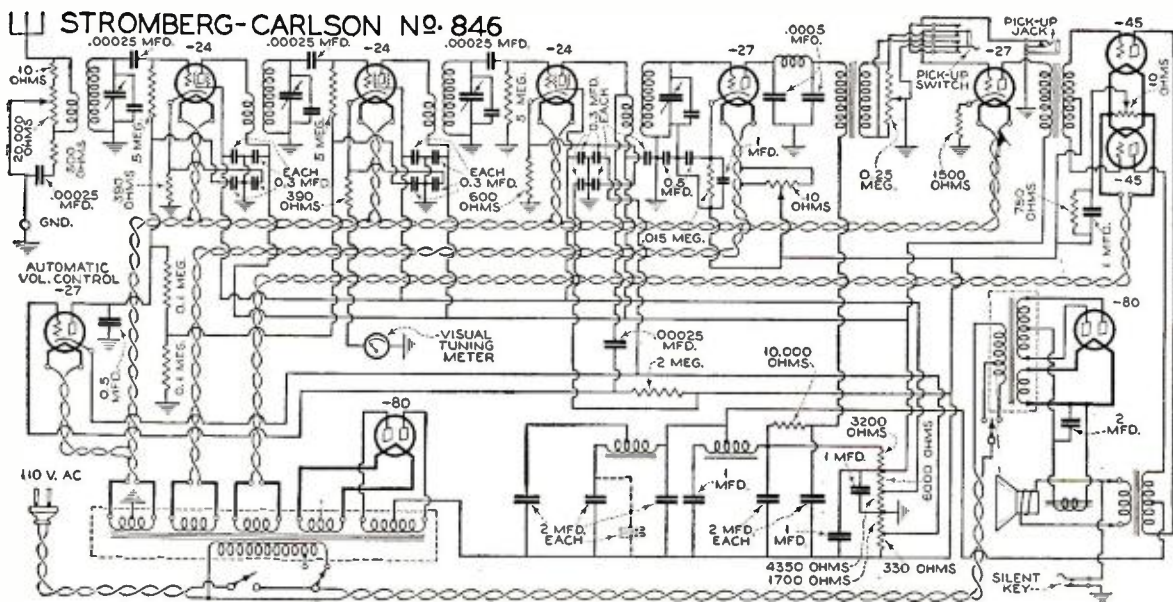 STROMBERG-CARLSON No. 846
.00025 MFD.
-24
.00025 MFD.
-24
.00025 MFD.
-24
-27
.0005 MFD.
-27
PICK-UP JACK
-45
PICK-UP SWITCH
10 OHMS
10 OHMS
20,000 OHMS
500 OHMS
.00025 MFD.
.5 MEG.
390 OHMS
EACH 0.3 MFD.
.5 MEG.
390 OHMS
EACH 0.3 MFD.
.5 MEG.
600 OHMS
0.3 MFD. EACH
0.5 MFD.
1 MFD.
.015 MEG.
10 OHMS
0.25 MEG.
1500 OHMS
750 OHMS
-45
1 MFD.
GND.
AUTOMATIC VOL. CONTROL
-27
0.5 MFD.
0.1 MEG.
0.1 MEG.
VISUAL TUNING METER
.00025 MFD.
2 MEG.
10,000 OHMS
-80
2 MFD.
-80
110 V. AC
3200 OHMS
6000 OHMS
1 MFD.
1 MFD.
2 MFD. EACH
2 MFD. EACH
1 MFD.
4350 OHMS
1700 OHMS
330 OHMS
SILENT KEY